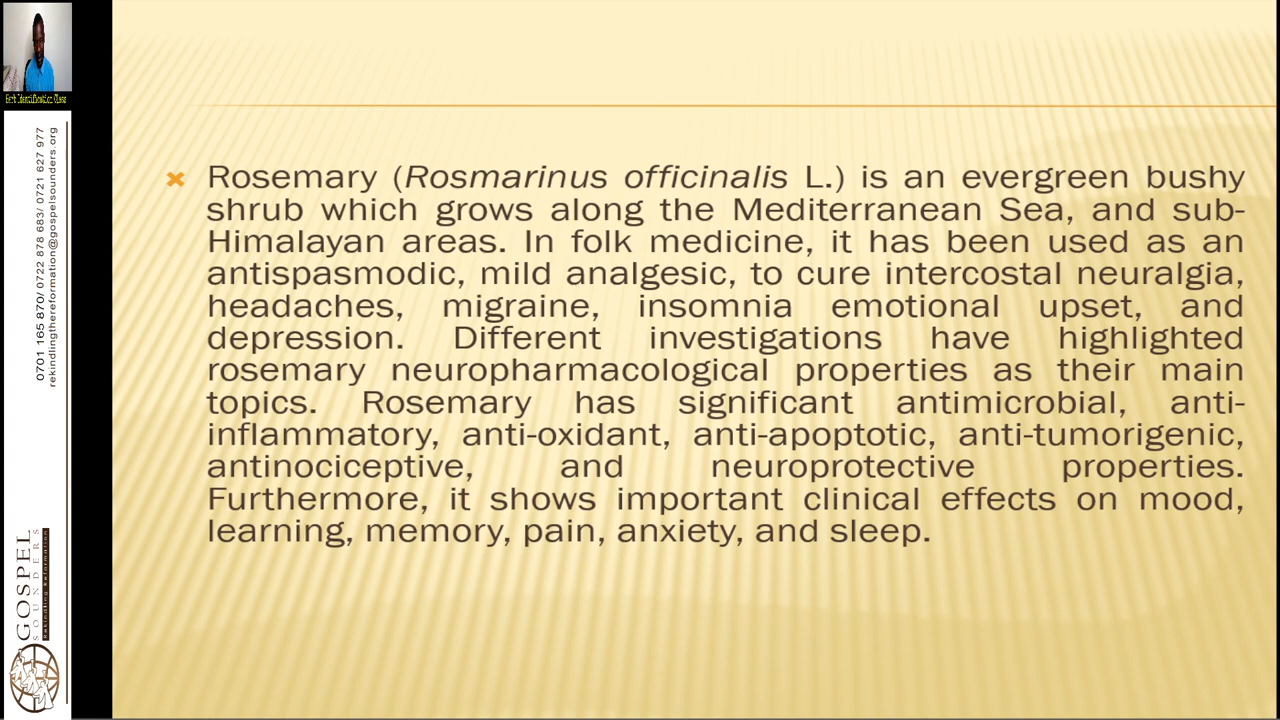 Herb Identification Class
0701 165 870/ 0722 878 683/ 0721 627 977
rekindlingthereformation@gospelsounders.org
GOSPEL
SOUNDERS
Rekindling Reformation
Rosemary (Rosmarinus officinalis L.) is an evergreen bushy
shrub which grows along the Mediterranean Sea, and sub-
Himalayan areas. In folk medicine, it has been used as an
antispasmodic, mild analgesic, to cure intercostal neuralgia,
headaches, migraine, insomnia emotional upset, and
depression. Different investigations have highlighted
rosemary neuropharmacological properties as their main
topics. Rosemary has significant antimicrobial, anti-
inflammatory, anti-oxidant, anti-apoptotic, anti-tumorigenic,
antinociceptive, and neuroprotective properties.
Furthermore, it shows important clinical effects on mood,
learning, memory, pain, anxiety, and sleep.